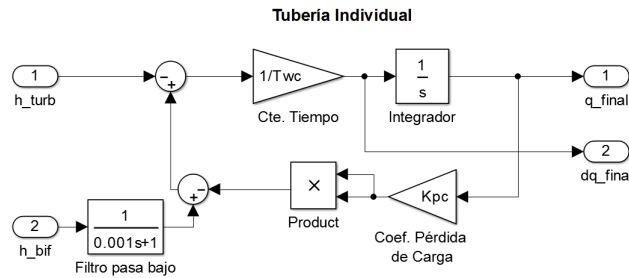 Tubería Individual
1
h_turb
1/Twc
Cte. Tiempo
1
s
Integrador
1
q_final
2
dq_fina
×
Product
Kpc
Coef. Pérdida
de Carga
2
h_bif
1
0.001s+1
Filtro pasa bajo